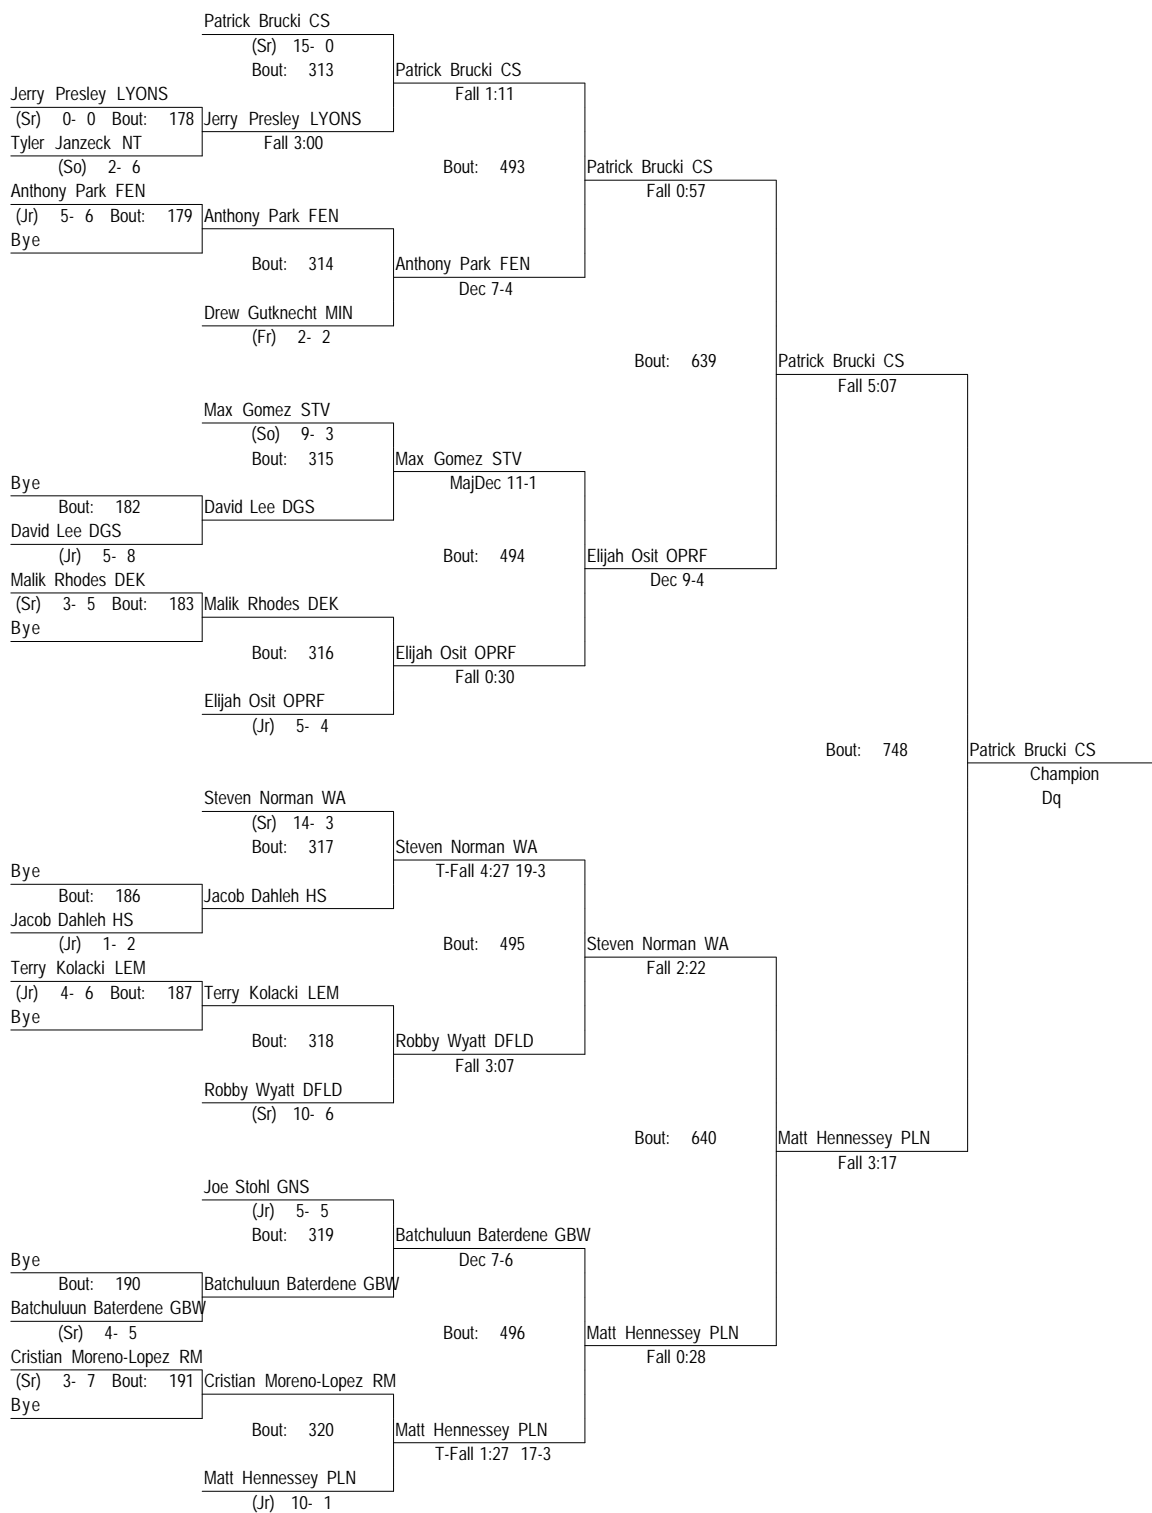 Patrick Brucki CS
(Sr) 15- 0
Bout: 313 Patrick Brucki CS
Jerry Presley LYONS Fall 1:11
(Sr) 0- 0 Bout: 178 Jerry Presley LYONS
Tyler Janzeck NT Fall 3:00
(So) 2- 6 Bout: 493 Patrick Brucki CS
Anthony Park FEN Fall 0:57
(Jr) 5- 6 Bout: 179 Anthony Park FEN
Bye
Bout: 314 Anthony Park FEN
Dec 7-4
Drew Gutknecht MIN
(Fr) 2- 2
Bout: 639 Patrick Brucki CS
Fall 5:07
Max Gomez STV
(So) 9- 3
Bout: 315 Max Gomez STV
Bye MajDec 11-1
Bout: 182 David Lee DGS
David Lee DGS
(Jr) 5- 8 Bout: 494 Elijah Osit OPRF
Malik Rhodes DEK Dec 9-4
(Sr) 3- 5 Bout: 183 Malik Rhodes DEK
Bye
Bout: 316 Elijah Osit OPRF
Fall 0:30
Elijah Osit OPRF
(Jr) 5- 4
Bout: 748 Patrick Brucki CS
Champion
Steven Norman WA Dq
(Sr) 14- 3
Bout: 317 Steven Norman WA
Bye T-Fall 4:27 19-3
Bout: 186 Jacob Dahleh HS
Jacob Dahleh HS
(Jr) 1- 2 Bout: 495 Steven Norman WA
Terry Kolacki LEM Fall 2:22
(Jr) 4- 6 Bout: 187 Terry Kolacki LEM
Bye
Bout: 318 Robby Wyatt DFLD
Fall 3:07
Robby Wyatt DFLD
(Sr) 10- 6
Bout: 640 Matt Hennessey PLN
Fall 3:17
Joe Stohl GNS
(Jr) 5- 5
Bout: 319 Batchuluun Baterdene GBW
Bye Dec 7-6
Bout: 190 Batchuluun Baterdene GBW
Batchuluun Baterdene GBW
(Sr) 4- 5 Bout: 496 Matt Hennessey PLN
Cristian Moreno-Lopez RM Fall 0:28
(Sr) 3- 7 Bout: 191 Cristian Moreno-Lopez RM
Bye
Bout: 320 Matt Hennessey PLN
T-Fall 1:27 17-3
Matt Hennessey PLN
(Jr) 10- 1